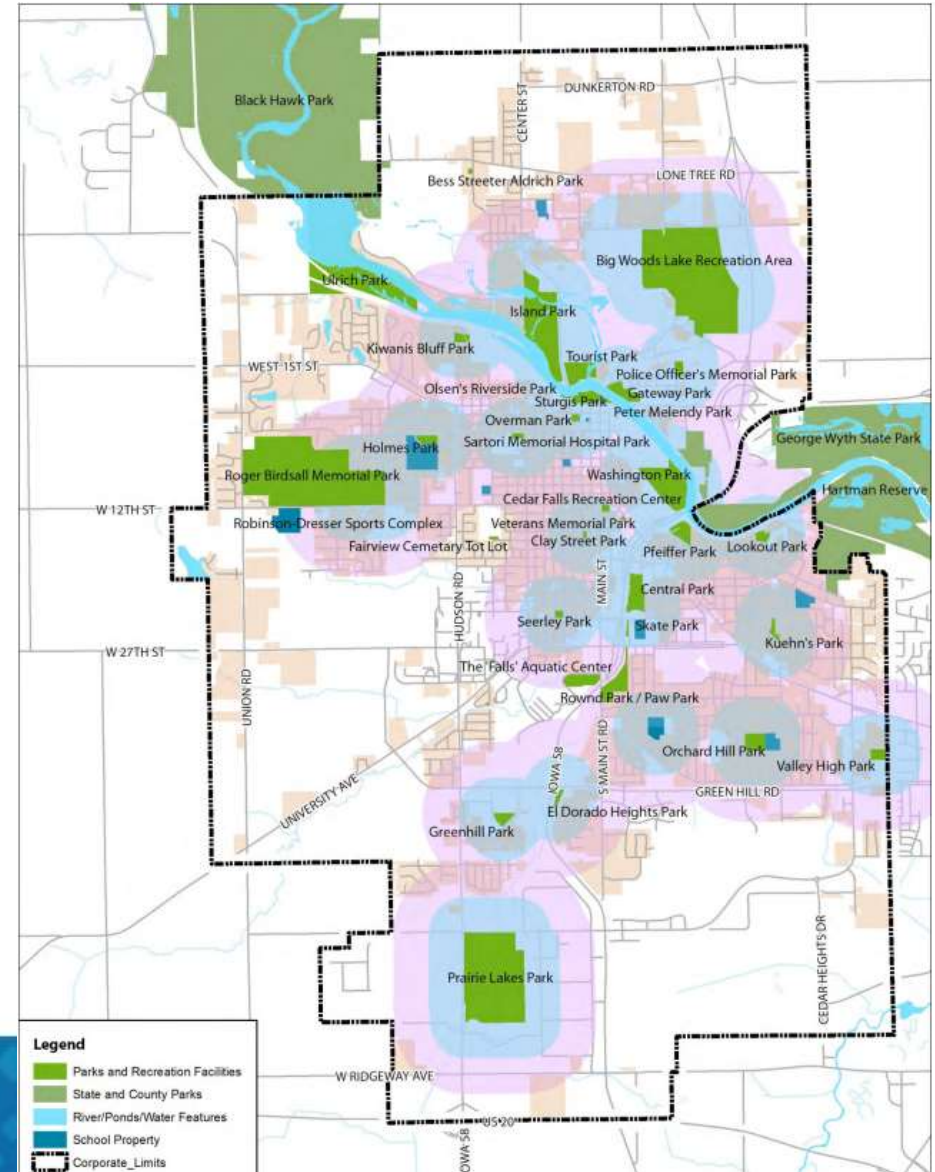 Black Hawk Park
CENTER ST
DUNKERTON RD
Bess Streeter Aldrich Park
LONE TREE RD
Big Woods Lake Recreation Area
Ulrich Park
Island Park
Kiwanis Bluff Park
Tourist Park
WEST 1ST ST
Police Officer's Memorial Park
Olsen's Riverside Park
Gateway Park
Sturgis Park
Peter Melendy Park
Overman Park
Holmes Park
Sartori Memorial Hospital Park
George Wyth State Park
Roger Birdsall Memorial Park
Washington Park
Hartman Reserve
Cedar Falls Recreation Center
W 12TH ST
Robinson-Dresser Sports Complex
Veterans Memorial Park
Fairview Cemetary Tot Lot
Clay Street Park
Pfeiffer Park
Lookout Park
MAIN ST
Central Park
HUDSON RD
Seerley Park
Skate Park
Kuehn's Park
W 27TH ST
The 'Falls' Aquatic Center
UNION RD
Rownd Park / Paw Park
S MAIN ST RD
Orchard Hill Park
Valley High Park
IOWA 58
UNIVERSITY AVE
GREEN HILL RD
El Dorado Heights Park
Greenhill Park
CEDAR HEIGHTS DR
Prairie Lakes Park
Legend
Parks and Recreation Facilities
State and County Parks
River/Ponds/Water Features
School Property
Corporate_Limits
W RIDGEWAY AVE
US 20
IOWA 58